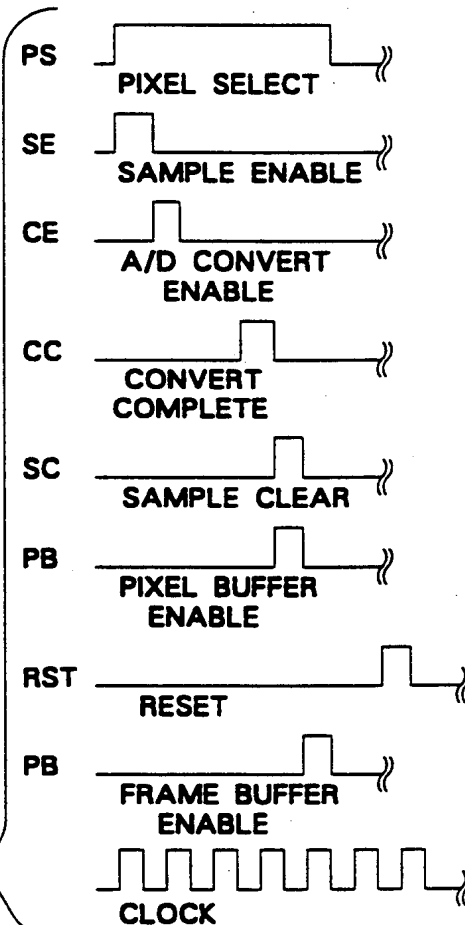 PS
PIXEL SELECT
SE
SAMPLE ENABLE
CE
A/D CONVERT
ENABLE
CC
CONVERT
COMPLETE
SC
SAMPLE CLEAR
PB
PIXEL BUFFER
ENABLE
RST
RESET
PB
FRAME BUFFER
ENABLE
CLOCK